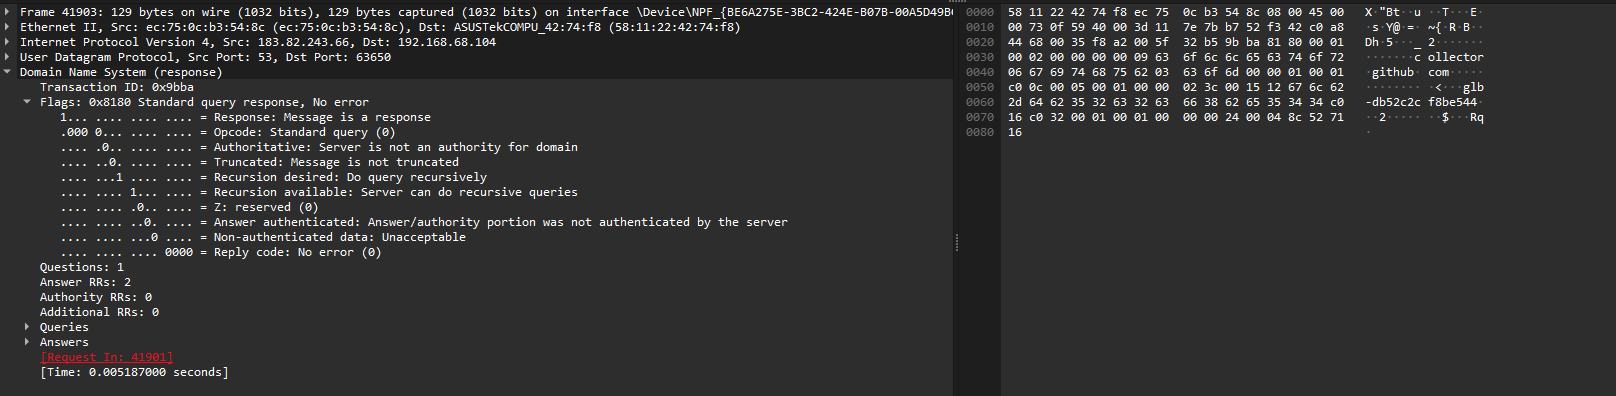 Frame 41903: 129 bytes on wire (1032 bits), 129 bytes captured (1032 bits) on interface \Device\NPF_{BE6A275E-3BC2-424E-B07B-00A5D49B
Ethernet II, Src: ec:75:0c:b3:54:8c (ec:75:0c:b3:54:8c), Dst: ASUSTekCOMPU_42:74:f8 (58:11:22:42:74:f8)
Internet Protocol Version 4, Src: 183.82.243.66, Dst: 192.168.68.104
User Datagram Protocol, Src Port: 53, Dst Port: 63650
Domain Name System (response)
Transaction ID: 0x9bba
Flags: 0x8180 Standard query response, No error
1... .... .... .... = Response: Message is a response
.000 0... .... .... = Opcode: Standard query (0)
.... .0.. .... .... = Authoritative: Server is not an authority for domain
.... ..0. .... .... = Truncated: Message is not truncated
.... ...1 .... .... = Recursion desired: Do query recursively
.... .... 1... .... = Recursion available: Server can do recursive queries
.... .... .0.. .... = Z: reserved (0)
.... .... ..0. .... = Answer authenticated: Answer/authority portion was not authenticated by the server
.... .... ...0 .... = Non-authenticated data: Unacceptable
.... .... .... 0000 = Reply code: No error (0)
Questions: 1
Answer RRs: 2
Authority RRs: 0
Additional RRs: 0
Queries
Answers
[Request In: 41901]
[Time: 0.005187000 seconds]
0000 58 11 22 42 74 f8 ec 75 0c b3 54 8c 08 00 45 00 X·"Bt··u ··T···E·
0010 00 73 0f 59 40 00 3d 11 7e 7b b7 52 f3 42 c0 a8 ·s·Y@·=· ~{·R·B··
0020 44 68 00 35 f8 a2 00 5f 32 b5 9b ba 81 80 00 01 Dh·5···_ 2·······
0030 00 02 00 00 00 00 09 63 6f 6c 6c 65 63 74 6f 72 ·······c ollector
0040 06 67 69 74 68 75 62 03 63 6f 6d 00 00 01 00 01 ·github· com·····
0050 c0 0c 00 05 00 01 00 00 02 3c 00 15 12 67 6c 62 ········ ·<···glb
0060 2d 64 62 35 32 63 32 63 66 38 62 65 35 34 34 c0 -db52c2c f8be544·
0070 16 c0 32 00 01 00 01 00 00 00 24 00 04 8c 52 71 ··2····· ··$···Rq
0080 16 ·